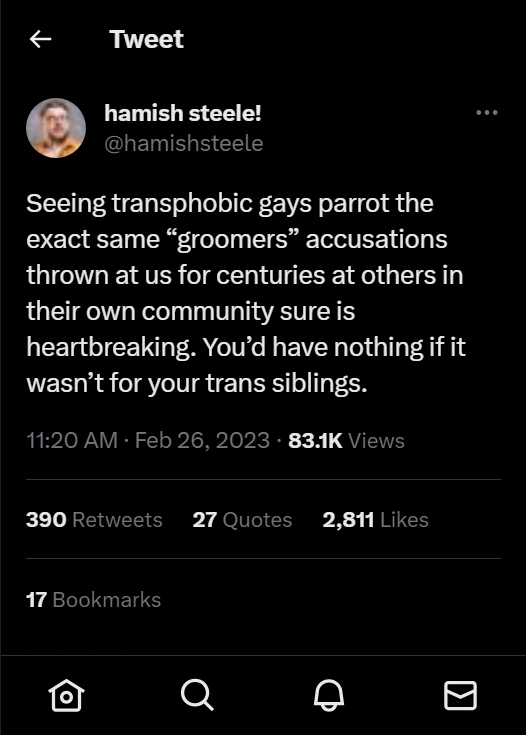 Tweet
hamish steele!
@hamishsteele
Seeing transphobic gays parrot the
exact same “groomers” accusations
thrown at us for centuries at others in
their own community sure is
heartbreaking. You’d have nothing if it
wasn’t for your trans siblings.
11:20 AM · Feb 26, 2023 · 83.1K Views
390 Retweets 27 Quotes 2,811 Likes
17 Bookmarks